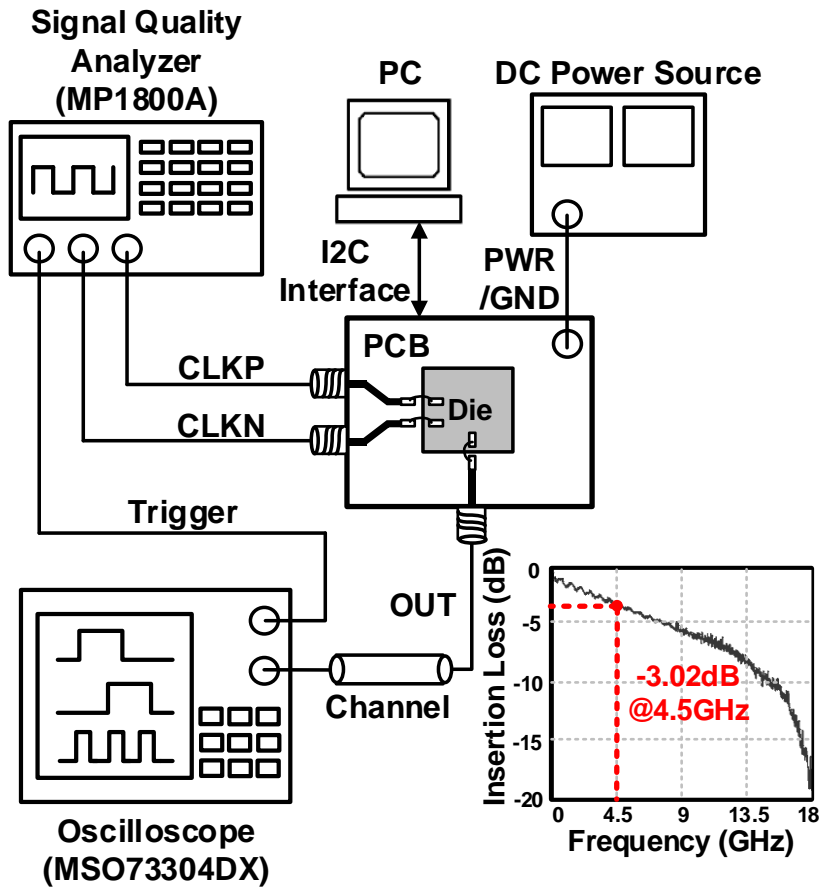 Signal Quality
Analyzer
(MP1800A)
PC
DC Power Source
I2C
Interface
PWR
/GND
PCB
CLKP
CLKN
Die
Trigger
OUT
Channel
Oscilloscope
(MSO73304DX)
Insertion Loss (dB)
0
-5
-10
-15
-20
-3.02dB
@4.5GHz
0 4.5 9 13.5 18
Frequency (GHz)